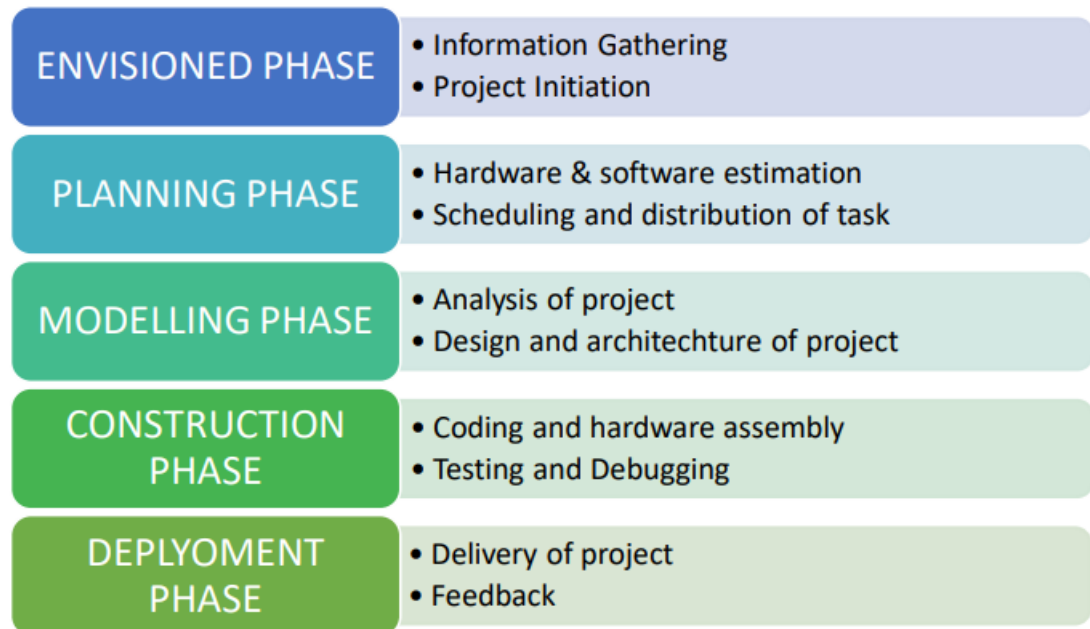 ENVISIONED PHASE
• Information Gathering
• Project Initiation
PLANNING PHASE
• Hardware & software estimation
• Scheduling and distribution of task
MODELLING PHASE
• Analysis of project
• Design and architechture of project
CONSTRUCTION
PHASE
• Coding and hardware assembly
• Testing and Debugging
DEPLYOMENT
PHASE
• Delivery of project
• Feedback